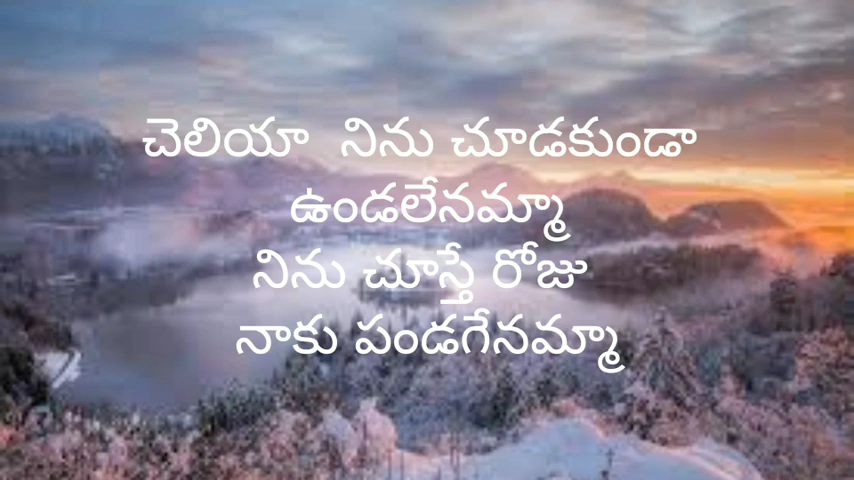 చెలియా నిను చూడకుండా
ఉండలేనమ్మా
నిను చూస్తే రోజు
నాకు పండగేనమ్మా